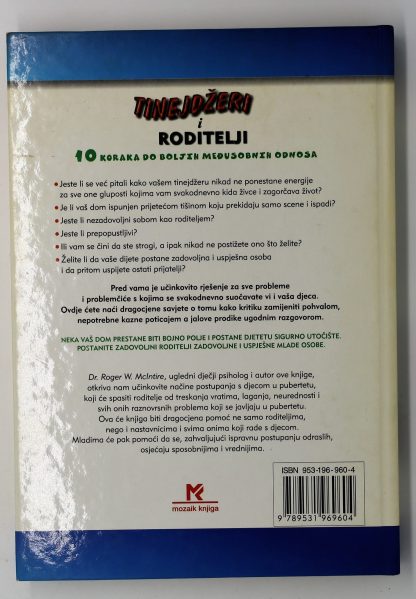 TINEJDŽERI
i
RODITELJI
10 KORAKA DO BOLJIH MEĐUSOBNIH ODNOSA
• Jeste li se već pitali kako vašem tinejdžeru nikad ne ponestane energije
za sve one gluposti kojima vam svakodnevno kida živce i zagorčava život?
• Je li vaš dom ispunjen prijetećom tišinom koju prekidaju samo scene i ispadi?
• Jeste li nezadovoljni sobom kao roditeljem?
• Jeste li prepopustljivi?
• Ili vam se čini da ste strogi, a ipak nikad ne postižete ono što želite?
• Želite li da vaše dijete postane zadovoljna i uspješna osoba
i da pritom uspijete ostati prijatelji?
Pred vama je učinkovito rješenje za sve probleme
i problemčiće s kojima se svakodnevno suočavate vi i vaša djeca.
Ovdje ćete naći dragocjene savjete o tomu kako kritiku zamijeniti pohvalom,
nepotrebne kazne poticajem a jalove prodike ugodnim razgovorom.
NEKA VAŠ DOM PRESTANE BITI BOJNO POLJE I POSTANE DJETETU SIGURNO UTOČIŠTE.
POSTANITE ZADOVOLJNI RODITELJI ZADOVOLJNE I USPJEŠNE MLADE OSOBE.
Dr. Roger W. McIntire, ugledni dječji psiholog i autor ove knjige,
otkriva nam učinkovite načine postupanja s djecom u pubertetu,
koji će spasiti roditelje od treskanja vratima, laganja, neurednosti i
svih onih raznovrsnih problema koji se javljaju u pubertetu.
Ova će knjiga biti dragocjena pomoć ne samo roditeljima,
nego i nastavnicima i svima onima koji rade s djecom.
Mladima će pak pomoći da se, zahvaljujući ispravnu postupanju odraslih,
osjećaju sposobnijima i vrednijima.
ISBN 953-196-960-4
9 789531 969604
mozaik knjiga